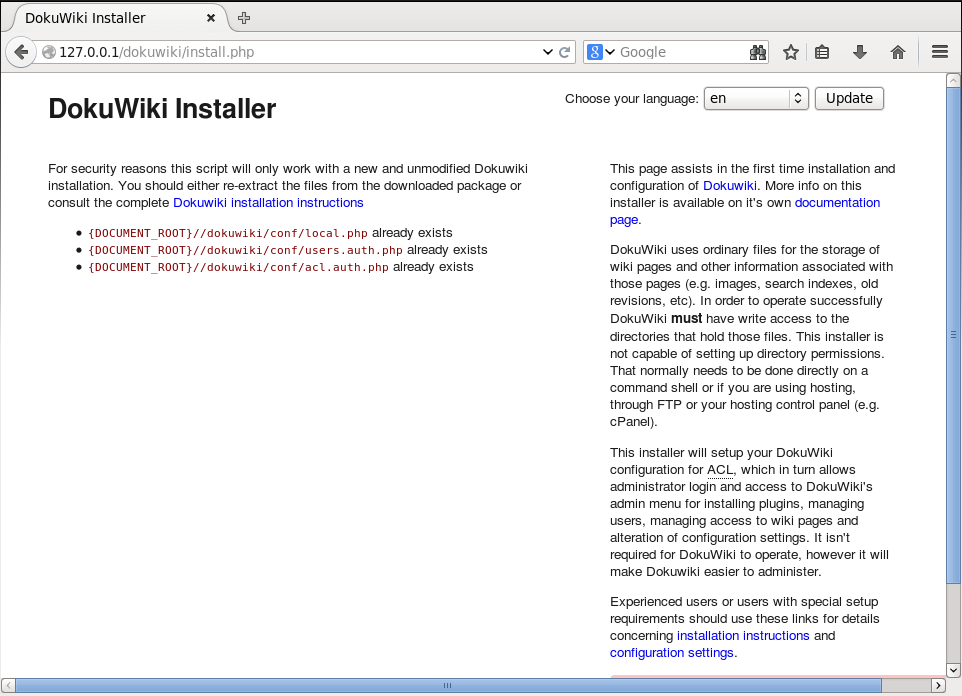 DokuWiki Installer
127.0.0.1/dokuwiki/install.php
8
Google
DokuWiki Installer
Choose your language: en Update
For security reasons this script will only work with a new and unmodified Dokuwiki
installation. You should either re-extract the files from the downloaded package or
consult the complete Dokuwiki installation instructions
• {DOCUMENT_ROOT}//dokuwiki/conf/local.php already exists
• {DOCUMENT_ROOT}//dokuwiki/conf/users.auth.php already exists
• {DOCUMENT_ROOT}//dokuwiki/conf/acl.auth.php already exists
This page assists in the first time installation and
configuration of Dokuwiki. More info on this
installer is available on it's own documentation
page.
DokuWiki uses ordinary files for the storage of
wiki pages and other information associated with
those pages (e.g. images, search indexes, old
revisions, etc). In order to operate successfully
DokuWiki must have write access to the
directories that hold those files. This installer is
not capable of setting up directory permissions.
That normally needs to be done directly on a
command shell or if you are using hosting,
through FTP or your hosting control panel (e.g.
cPanel).
This installer will setup your DokuWiki
configuration for ACL, which in turn allows
administrator login and access to DokuWiki's
admin menu for installing plugins, managing
users, managing access to wiki pages and
alteration of configuration settings. It isn't
required for DokuWiki to operate, however it will
make Dokuwiki easier to administer.
Experienced users or users with special setup
requirements should use these links for details
concerning installation instructions and
configuration settings.